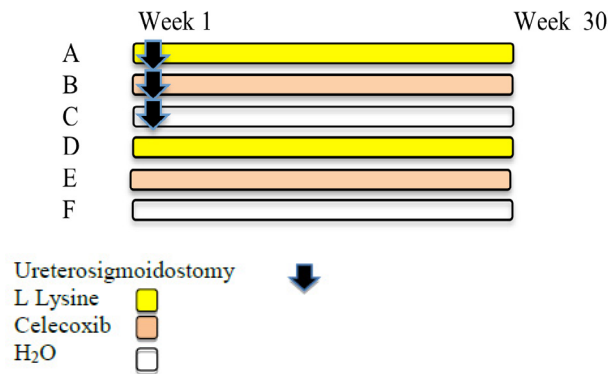 Week 1 Week 30
A
B
C
D
E
F
Ureterosigmoidostomy
L Lysine
Celecoxib
H₂O